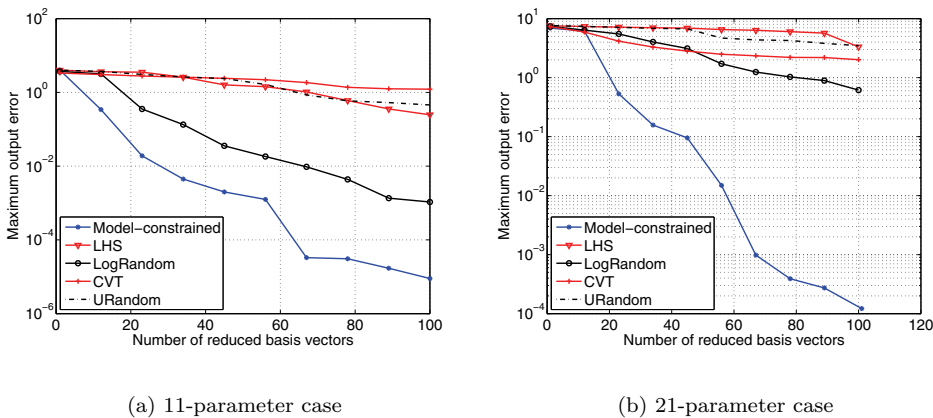 10^2
10^0
10^-2
10^-4
10^-6
Maximum output error
0 20 40 60 80 100
Number of reduced basis vectors
Model-constrained
LHS
LogRandom
CVT
URandom
(a) 11-parameter case
10^1
10^0
10^-1
10^-2
10^-3
10^-4
Maximum output error
0 20 40 60 80 100 120
Number of reduced basis vectors
Model-constrained
LHS
LogRandom
CVT
URandom
(b) 21-parameter case